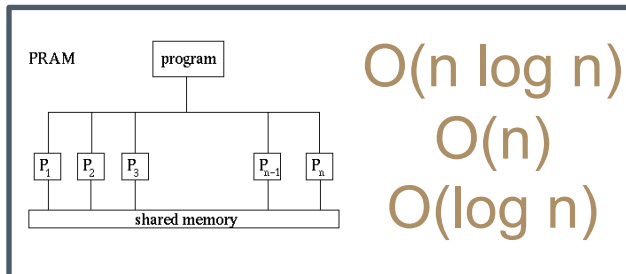 PRAM
program
P1 P2 P3 Pn-1 Pn
shared memory
O(n log n)
O(n)
O(log n)